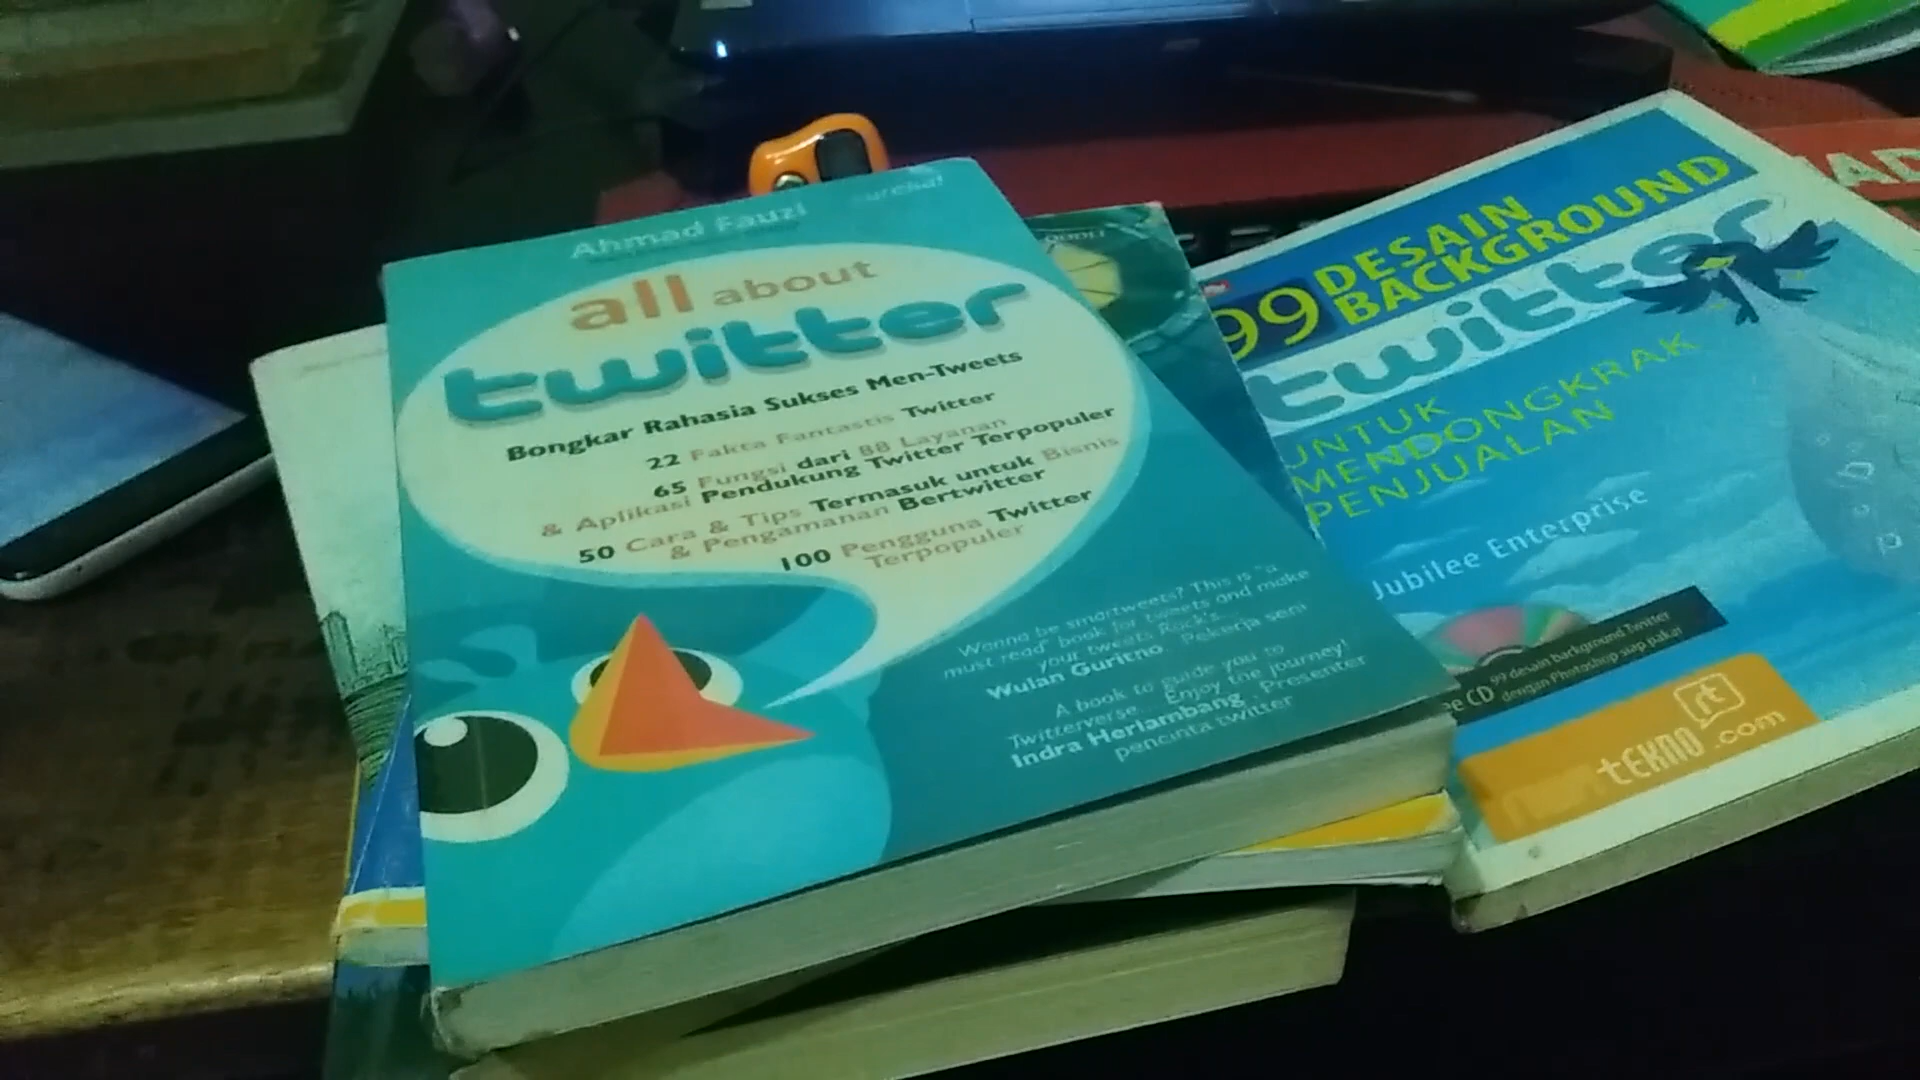 Ahmad Fauzi
all about
twitter
Bongkar Rahasia Sukses Men-Tweets
22 Fakta Fantastis Twitter
65 Fungsi dari 88 Layanan
& Aplikasi Pendukung Twitter Terpopuler
50 Cara & Tips Termasuk untuk Bisnis
& Pengamanan Bertwitter
100 Pengguna Twitter
Terpopuler
Wanna be smartweets? This is "a
must read" book for tweets and make
your tweets Rock's.
Wulan Guritno. Pekerja seni
A book to guide you to
Twitterverse. Enjoy the journey!
Indra Herlambang. Presenter
pencinta twitter
99 DESAIN
BACKGROUND
twitter
UNTUK
MENDONGKRAK
PENJUALAN
Jubilee Enterprise
99 desain background Twitter
dengan Photoshop siap pakai
CD
rt
TEKNO.com